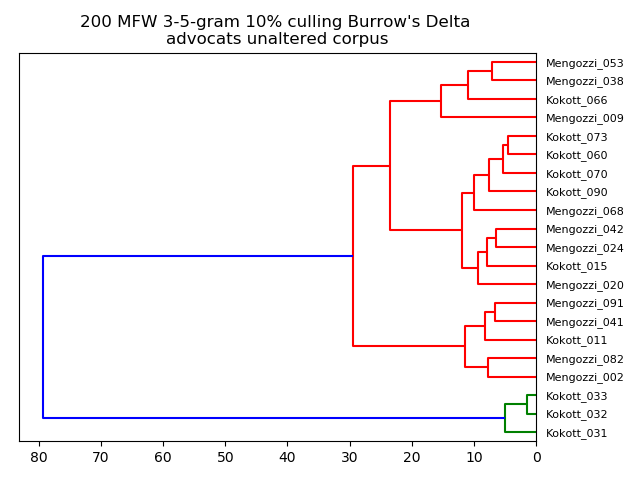 200 MFW 3-5-gram 10% culling Burrow's Delta
advocats unaltered corpus
Mengozzi_053
Mengozzi_038
Kokott_066
Mengozzi_009
Kokott_073
Kokott_060
Kokott_070
Kokott_090
Mengozzi_068
Mengozzi_042
Mengozzi_024
Kokott_015
Mengozzi_020
Mengozzi_091
Mengozzi_041
Kokott_011
Mengozzi_082
Mengozzi_002
Kokott_033
Kokott_032
Kokott_031
80 70 60 50 40 30 20 10 0